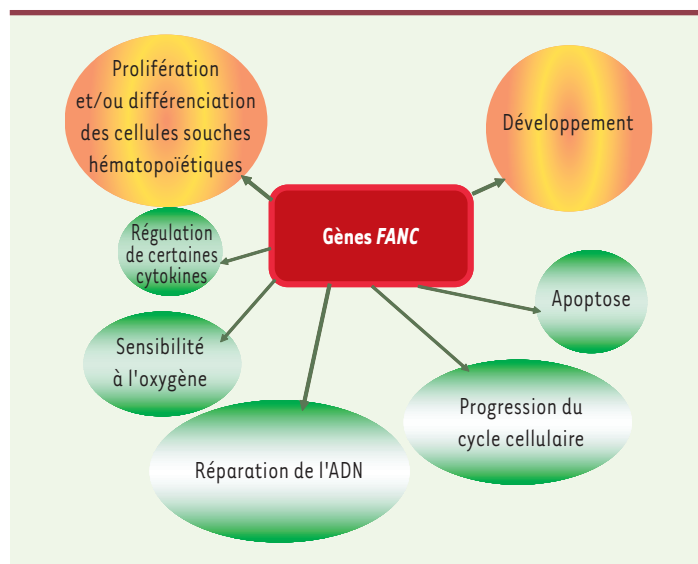 Prolifération
et/ou différenciation
des cellules souches
hématopoïétiques
Développement
Gènes FANC
Régulation
de certaines
cytokines
Apoptose
Sensibilité
à l'oxygène
Progression du
cycle cellulaire
Réparation de l'ADN